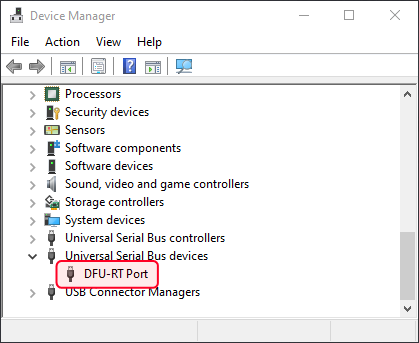 Device Manager
File Action View Help
Processors
Security devices
Sensors
Software components
Software devices
Sound, video and game controllers
Storage controllers
System devices
Universal Serial Bus controllers
Universal Serial Bus devices
DFU-RT Port
USB Connector Managers